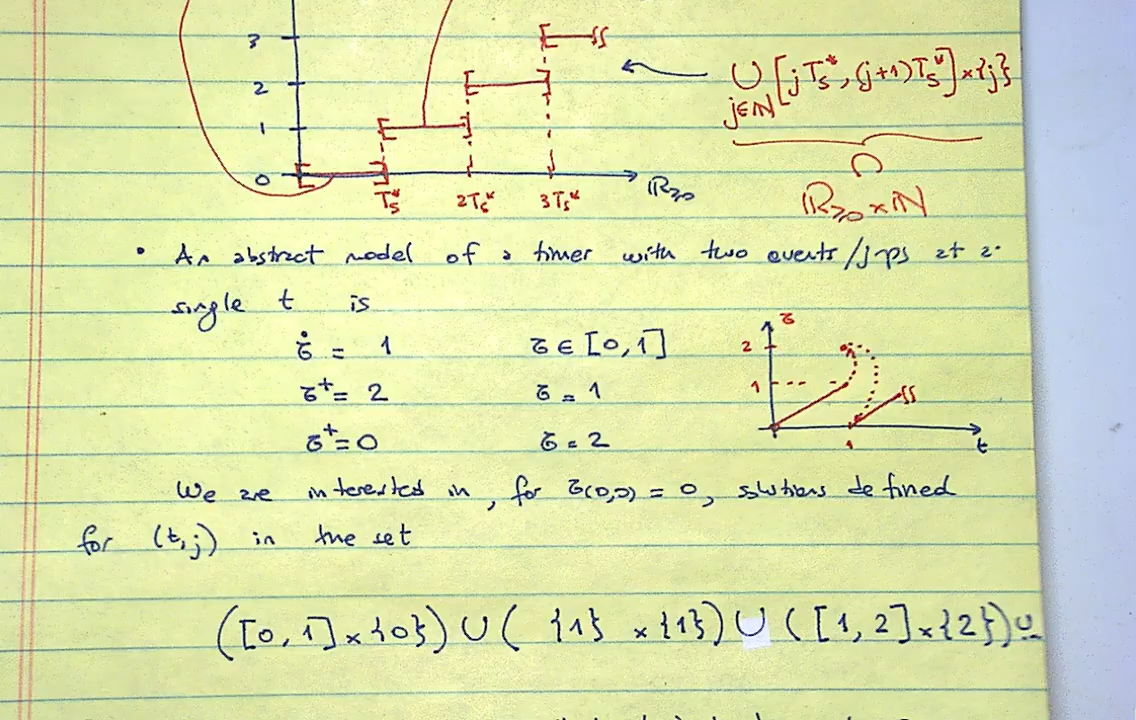 3
2
1
0
T_s^* 2T_s^* 3T_s^* ℝ≥0
∪ [jT_s^*, (j+1)T_s^*] × {j}
j∈ℕ
∩
ℝ≥0 × ℕ
• An abstract model of a timer with two events/jmps at a
single t is
τ̇ = 1 τ ∈ [0, 1]
τ⁺ = 2 τ = 1
τ⁺ = 0 τ = 2
τ
2
1
1
t
We are interested in, for τ(0,0) = 0, solutions defined
for (t,j) in the set
([0, 1] × {0}) ∪ ( {1} × {1}) ∪ ([1, 2] × {2}) ∪